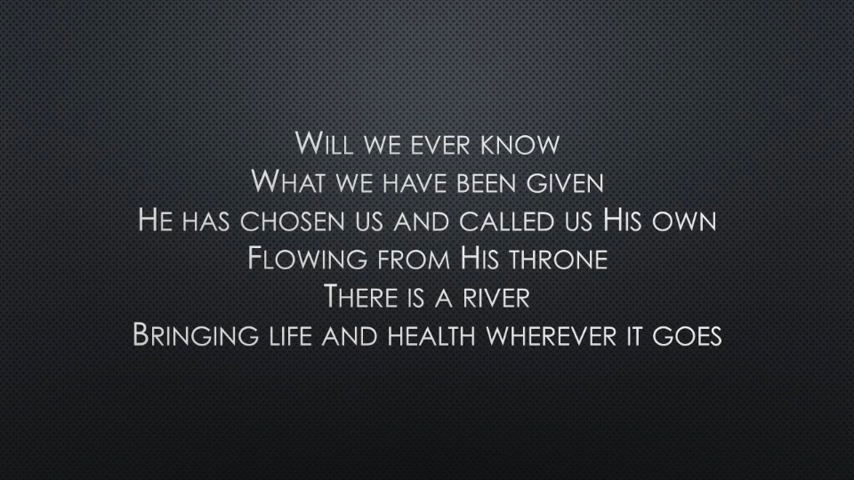 Will we ever know
What we have been given
He has chosen us and called us His own
Flowing from His throne
There is a river
Bringing life and health wherever it goes